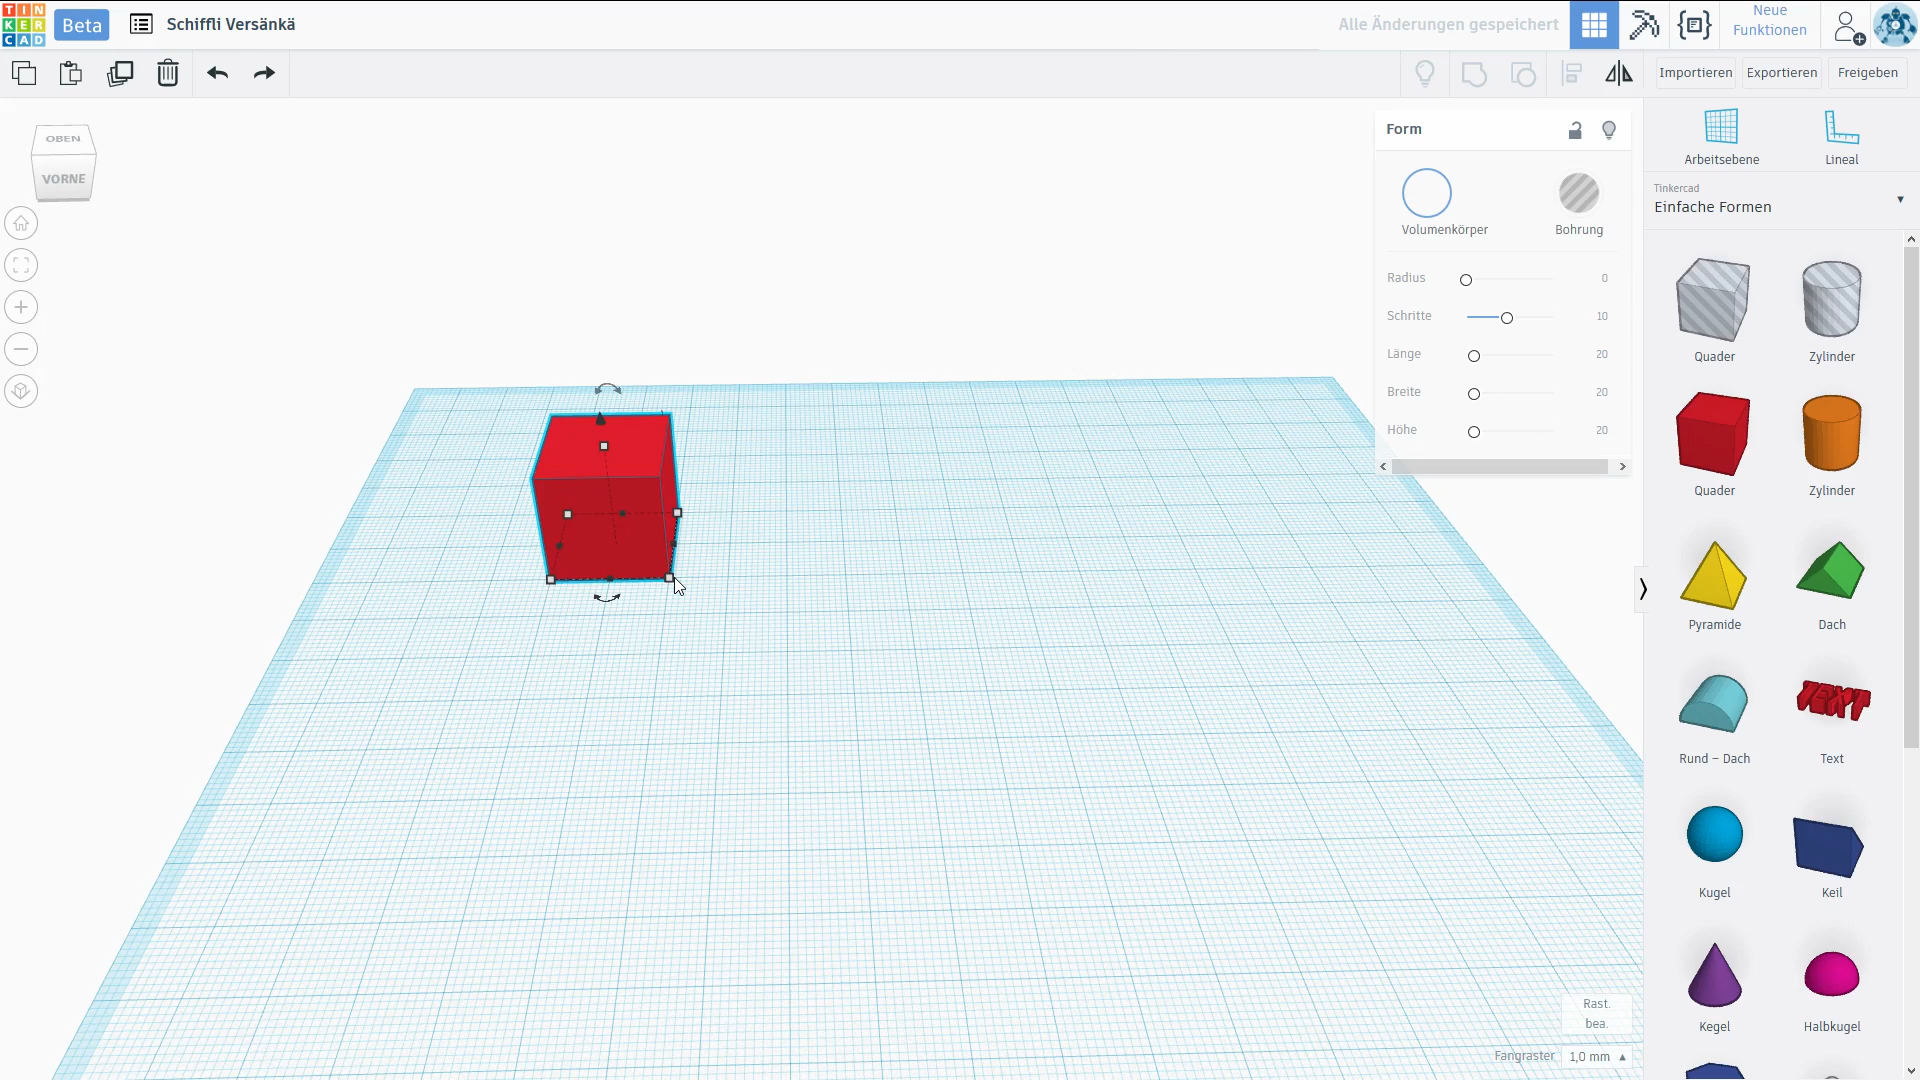 TIN
KER
CAD
Beta
Schiffli Versänkä
Alle Änderungen gespeichert
Neue
Funktionen
Importieren
Exportieren
Freigeben
OBEN
VORNE
Form
Volumenkörper
Bohrung
Radius
0
Schritte
10
Länge
20
Breite
20
Höhe
20
Arbeitsebene
Lineal
Tinkercad
Einfache Formen
Quader
Zylinder
Quader
Zylinder
Pyramide
Dach
TEXT
Rund – Dach
Text
Kugel
Keil
Kegel
Halbkugel
Rast.
bea.
Fangraster
1,0 mm